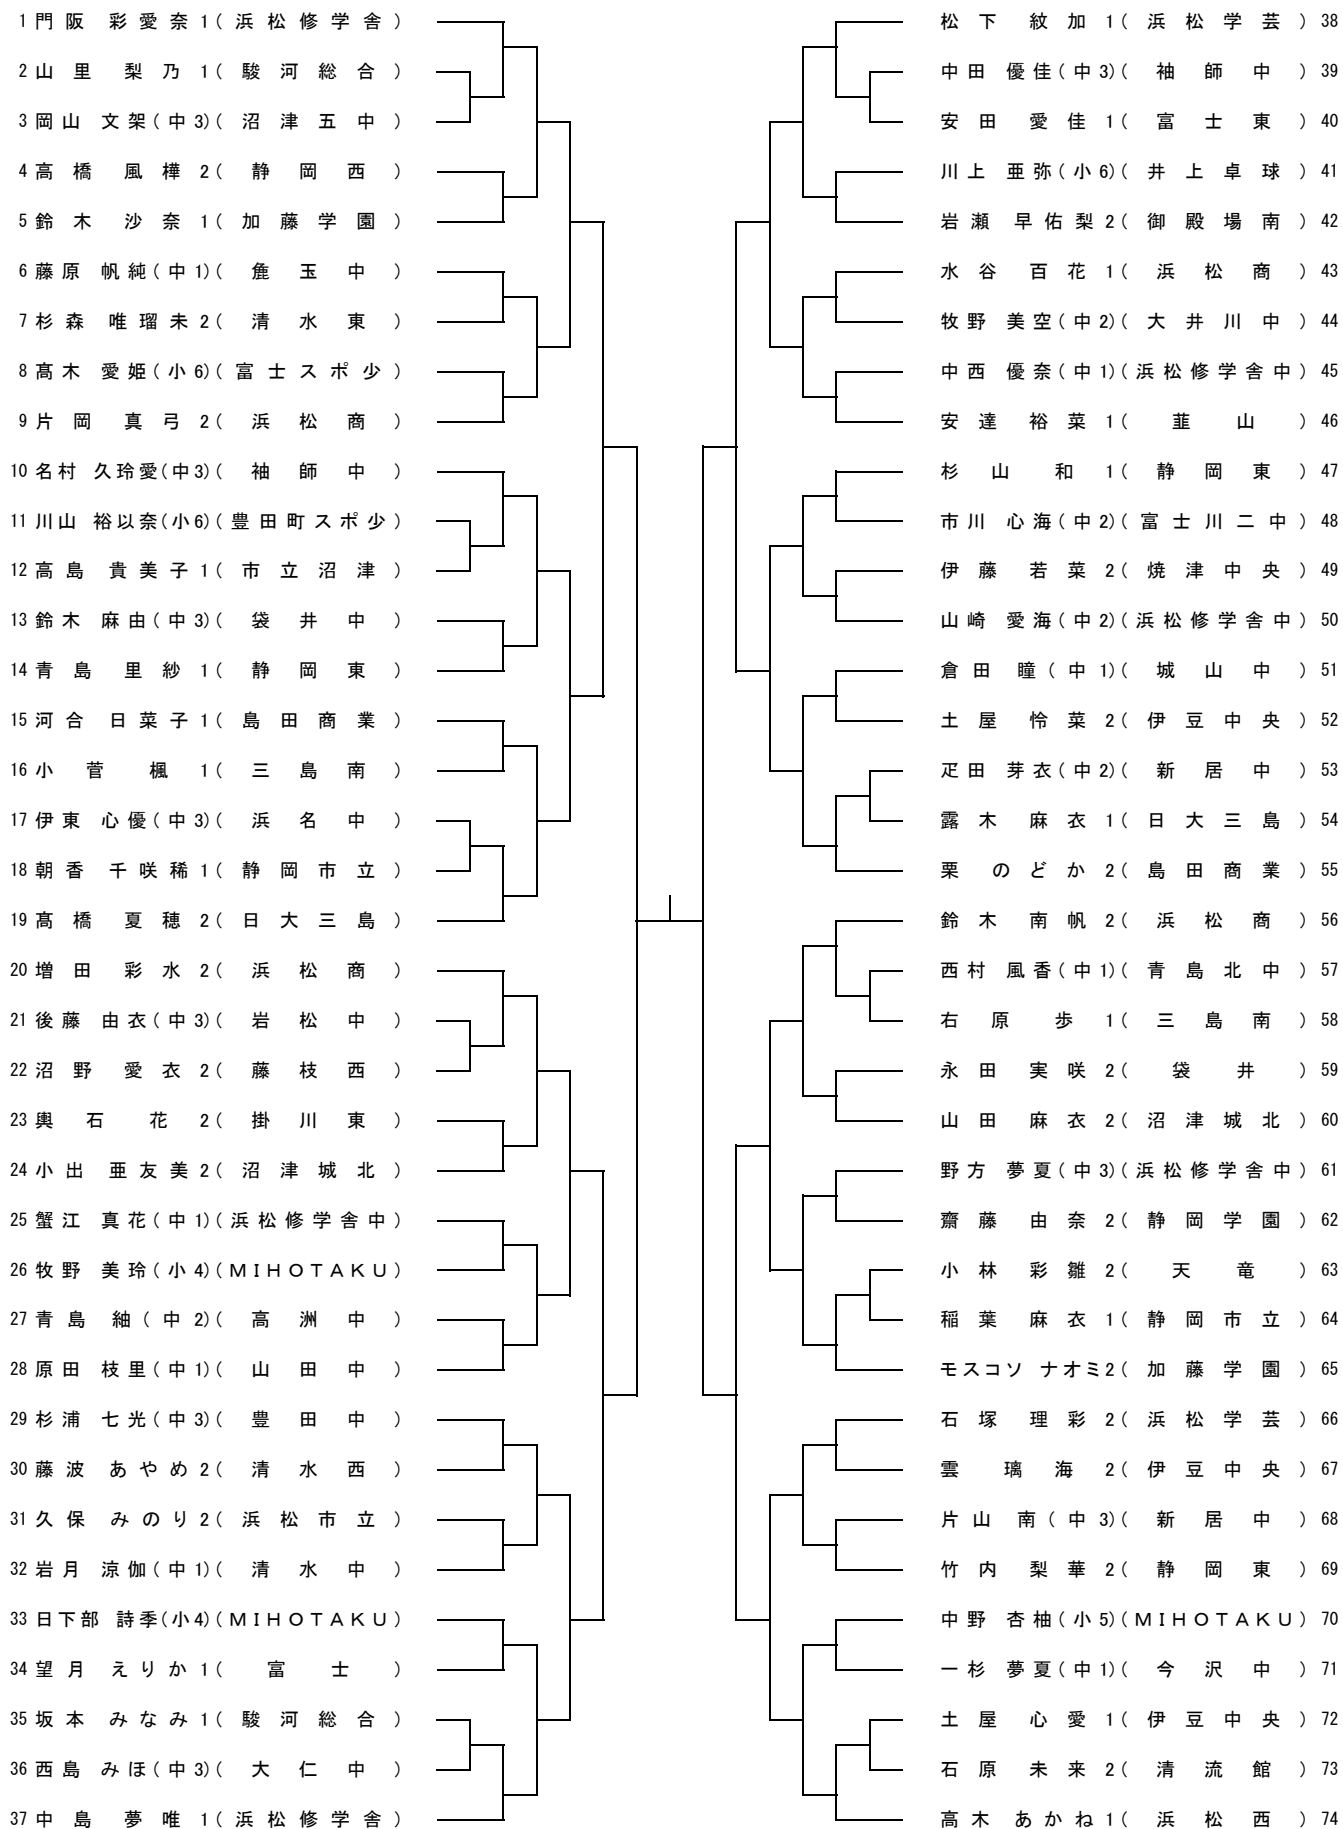 1 門阪 彩愛奈 1 ( 浜松修学舎 )
2 山里 梨乃 1 ( 駿河総合 )
3 岡山 文架 ( 中 3 ) ( 沼津五中 )
4 高橋 風樺 2 ( 静岡西 )
5 鈴木 沙奈 1 ( 加藤学園 )
6 藤原 帆純 ( 中 1 ) ( 麁玉中 )
7 杉森 唯瑠未 2 ( 清水東 )
8 髙木 愛姫 ( 小 6 ) ( 富士スポ少 )
9 片岡 真弓 2 ( 浜松商 )
10 名村 久玲愛 ( 中 3 ) ( 袖師中 )
11 川山 裕以奈 ( 小 6 ) ( 豊田町スポ少 )
12 高島 貴美子 1 ( 市立沼津 )
13 鈴木 麻由 ( 中 3 ) ( 袋井中 )
14 青島 里紗 1 ( 静岡東 )
15 河合 日菜子 1 ( 島田商業 )
16 小菅 楓 1 ( 三島南 )
17 伊東 心優 ( 中 3 ) ( 浜名中 )
18 朝香 千咲稀 1 ( 静岡市立 )
19 髙橋 夏穂 2 ( 日大三島 )
20 増田 彩水 2 ( 浜松商 )
21 後藤 由衣 ( 中 3 ) ( 岩松中 )
22 沼野 愛衣 2 ( 藤枝西 )
23 輿石 花 2 ( 掛川東 )
24 小出 亜友美 2 ( 沼津城北 )
25 蟹江 真花 ( 中 1 ) ( 浜松修学舎中 )
26 牧野 美玲 ( 小 4 ) ( ＭＩＨＯＴＡＫＵ )
27 青島 紬 ( 中 2 ) ( 高洲中 )
28 原田 枝里 ( 中 1 ) ( 山田中 )
29 杉浦 七光 ( 中 3 ) ( 豊田中 )
30 藤波 あやめ 2 ( 清水西 )
31 久保 みのり 2 ( 浜松市立 )
32 岩月 涼伽 ( 中 1 ) ( 清水中 )
33 日下部 詩季 ( 小 4 ) ( ＭＩＨＯＴＡＫＵ )
34 望月 えりか 1 ( 富士 )
35 坂本 みなみ 1 ( 駿河総合 )
36 西島 みほ ( 中 3 ) ( 大仁中 )
37 中島 夢唯 1 ( 浜松修学舎 )
松下 紋加 1 ( 浜松学芸 ) 38
中田 優佳 ( 中 3 ) ( 袖師中 ) 39
安田 愛佳 1 ( 富士東 ) 40
川上 亜弥 ( 小 6 ) ( 井上卓球 ) 41
岩瀬 早佑梨 2 ( 御殿場南 ) 42
水谷 百花 1 ( 浜松商 ) 43
牧野 美空 ( 中 2 ) ( 大井川中 ) 44
中西 優奈 ( 中 1 ) ( 浜松修学舎中 ) 45
安達 裕菜 1 ( 韮山 ) 46
杉山 和 1 ( 静岡東 ) 47
市川 心海 ( 中 2 ) ( 富士川二中 ) 48
伊藤 若菜 2 ( 焼津中央 ) 49
山崎 愛海 ( 中 2 ) ( 浜松修学舎中 ) 50
倉田 瞳 ( 中 1 ) ( 城山中 ) 51
土屋 怜菜 2 ( 伊豆中央 ) 52
疋田 芽衣 ( 中 2 ) ( 新居中 ) 53
露木 麻衣 1 ( 日大三島 ) 54
栗 のどか 2 ( 島田商業 ) 55
鈴木 南帆 2 ( 浜松商 ) 56
西村 風香 ( 中 1 ) ( 青島北中 ) 57
右原 歩 1 ( 三島南 ) 58
永田 実咲 2 ( 袋井 ) 59
山田 麻衣 2 ( 沼津城北 ) 60
野方 夢夏 ( 中 3 ) ( 浜松修学舎中 ) 61
齋藤 由奈 2 ( 静岡学園 ) 62
小林 彩雛 2 ( 天竜 ) 63
稲葉 麻衣 1 ( 静岡市立 ) 64
モスコソ ナオミ 2 ( 加藤学園 ) 65
石塚 理彩 2 ( 浜松学芸 ) 66
雲 璃海 2 ( 伊豆中央 ) 67
片山 南 ( 中 3 ) ( 新居中 ) 68
竹内 梨華 2 ( 静岡東 ) 69
中野 杏柚 ( 小 5 ) ( ＭＩＨＯＴＡＫＵ ) 70
一杉 夢夏 ( 中 1 ) ( 今沢中 ) 71
土屋 心愛 1 ( 伊豆中央 ) 72
石原 未来 2 ( 清流館 ) 73
高木 あかね 1 ( 浜松西 ) 74